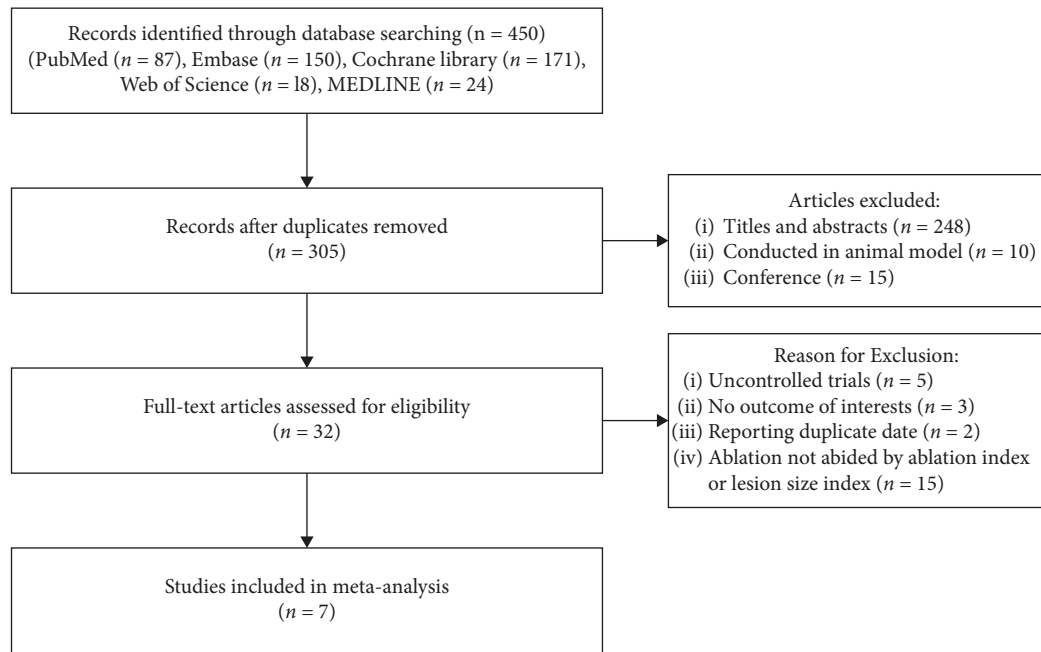 Records identified through database searching (n = 450)
(PubMed (n = 87), Embase (n = 150), Cochrane library (n = 171),
Web of Science (n = l8), MEDLINE (n = 24)
Records after duplicates removed
(n = 305)
Articles excluded:
(i) Titles and abstracts (n = 248)
(ii) Conducted in animal model (n = 10)
(iii) Conference (n = 15)
Full-text articles assessed for eligibility
(n = 32)
Reason for Exclusion:
(i) Uncontrolled trials (n = 5)
(ii) No outcome of interests (n = 3)
(iii) Reporting duplicate date (n = 2)
(iv) Ablation not abided by ablation index
or lesion size index (n = 15)
Studies included in meta-analysis
(n = 7)